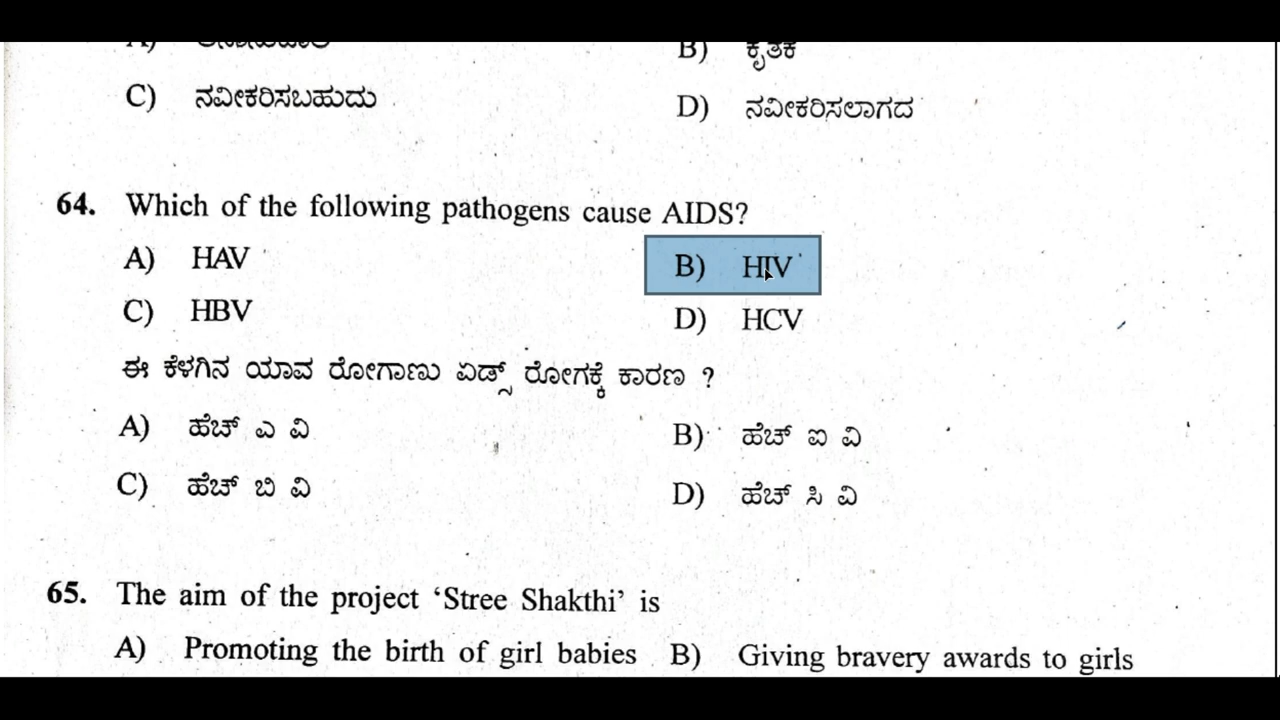 B) ಕೃತಕ
C) ನವೀಕರಿಸಬಹುದು D) ನವೀಕರಿಸಲಾಗದ
64. Which of the following pathogens cause AIDS?
A) HAV B) HIV
C) HBV D) HCV
ಈ ಕೆಳಗಿನ ಯಾವ ರೋಗಾಣು ಏಡ್ಸ್ ರೋಗಕ್ಕೆ ಕಾರಣ ?
A) ಹೆಚ್ ಎ ವಿ B) ಹೆಚ್ ಐ ವಿ
C) ಹೆಚ್ ಬಿ ವಿ D) ಹೆಚ್ ಸಿ ವಿ
65. The aim of the project ‘Stree Shakthi’ is
A) Promoting the birth of girl babies B) Giving bravery awards to girls